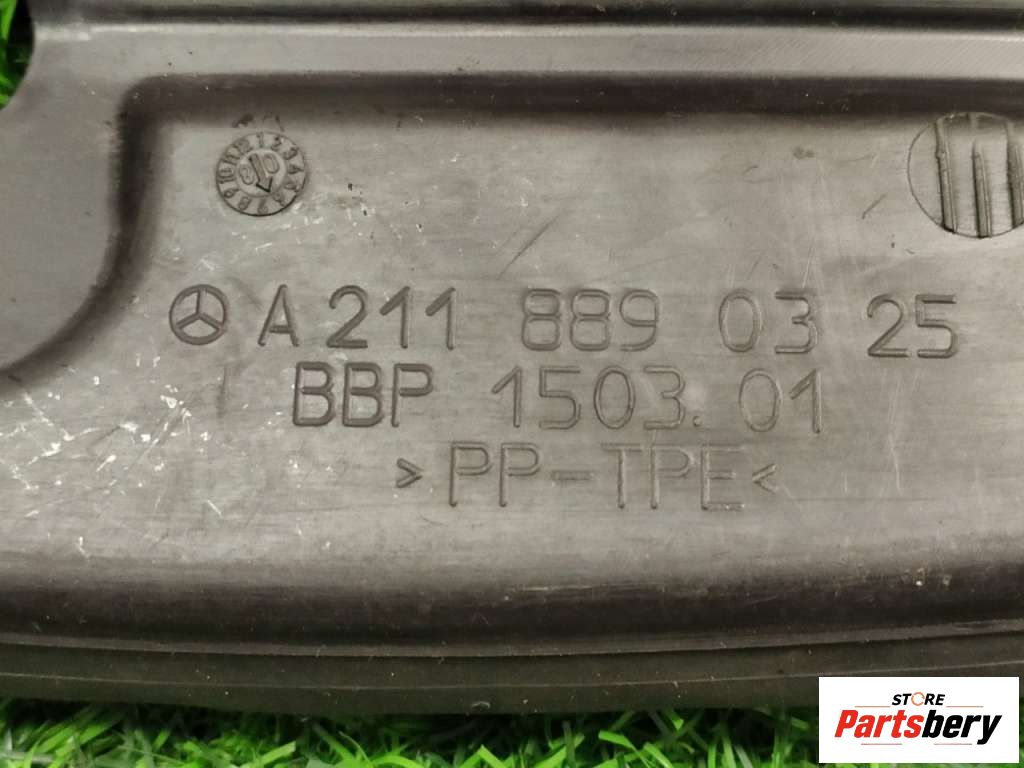 A 211 889 03 25
BBP 1503.01
>PP-TPE<
STORE
Partsbery